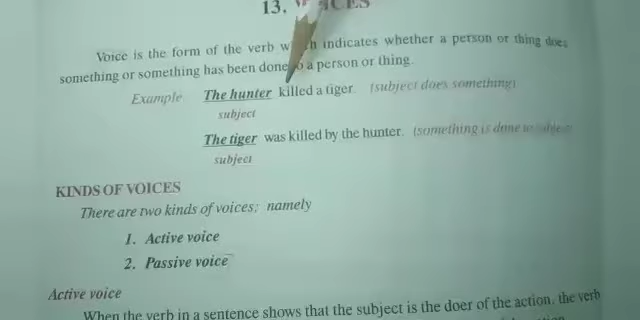 13.
Voice is the form of the verb indicates whether a person or thing does
something or something has been done a person or thing.
Example The hunter killed a tiger. (subject does something)
subject
The tiger was killed by the hunter. (something is done to subject)
subject
KINDS OF VOICES
There are two kinds of voices; namely
1. Active voice
2. Passive voice
Active voice
When the verb in a sentence shows that the subject is the doer of the action, the verb